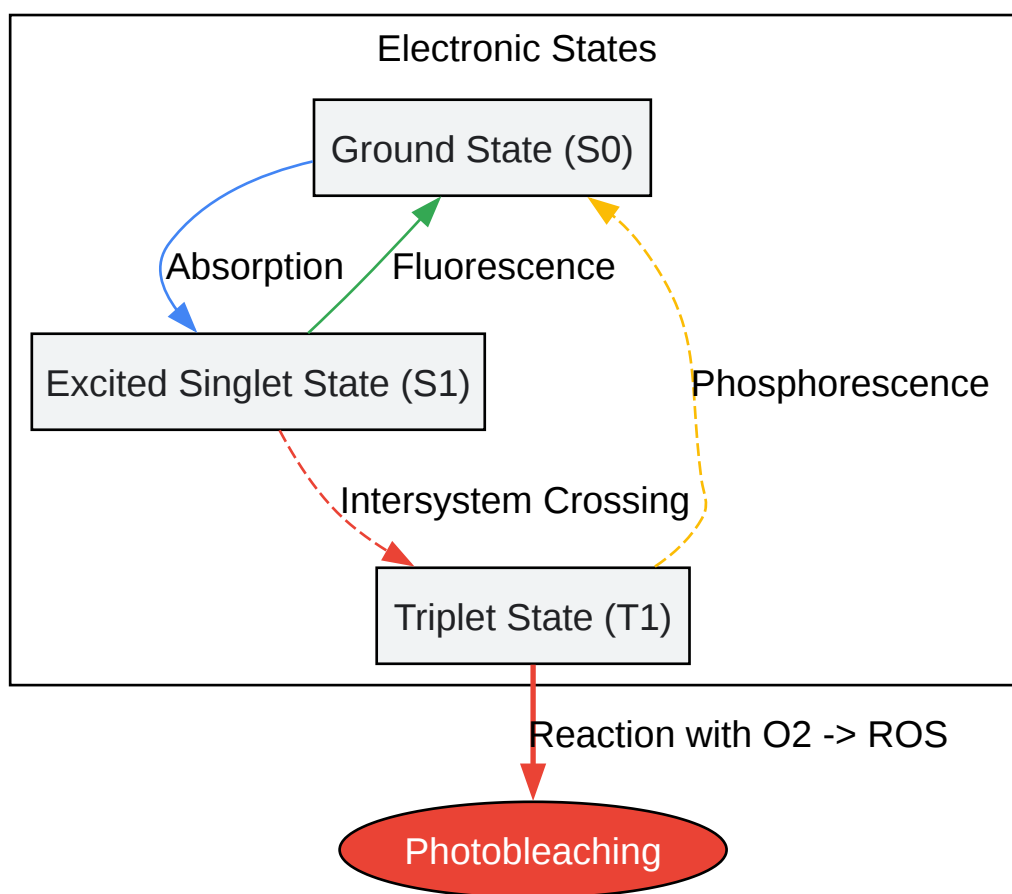 Electronic States
Ground State (S0)
Absorption
Fluorescence
Excited Singlet State (S1)
Phosphorescence
Intersystem Crossing
Triplet State (T1)
Reaction with O2 -> ROS
Photobleaching